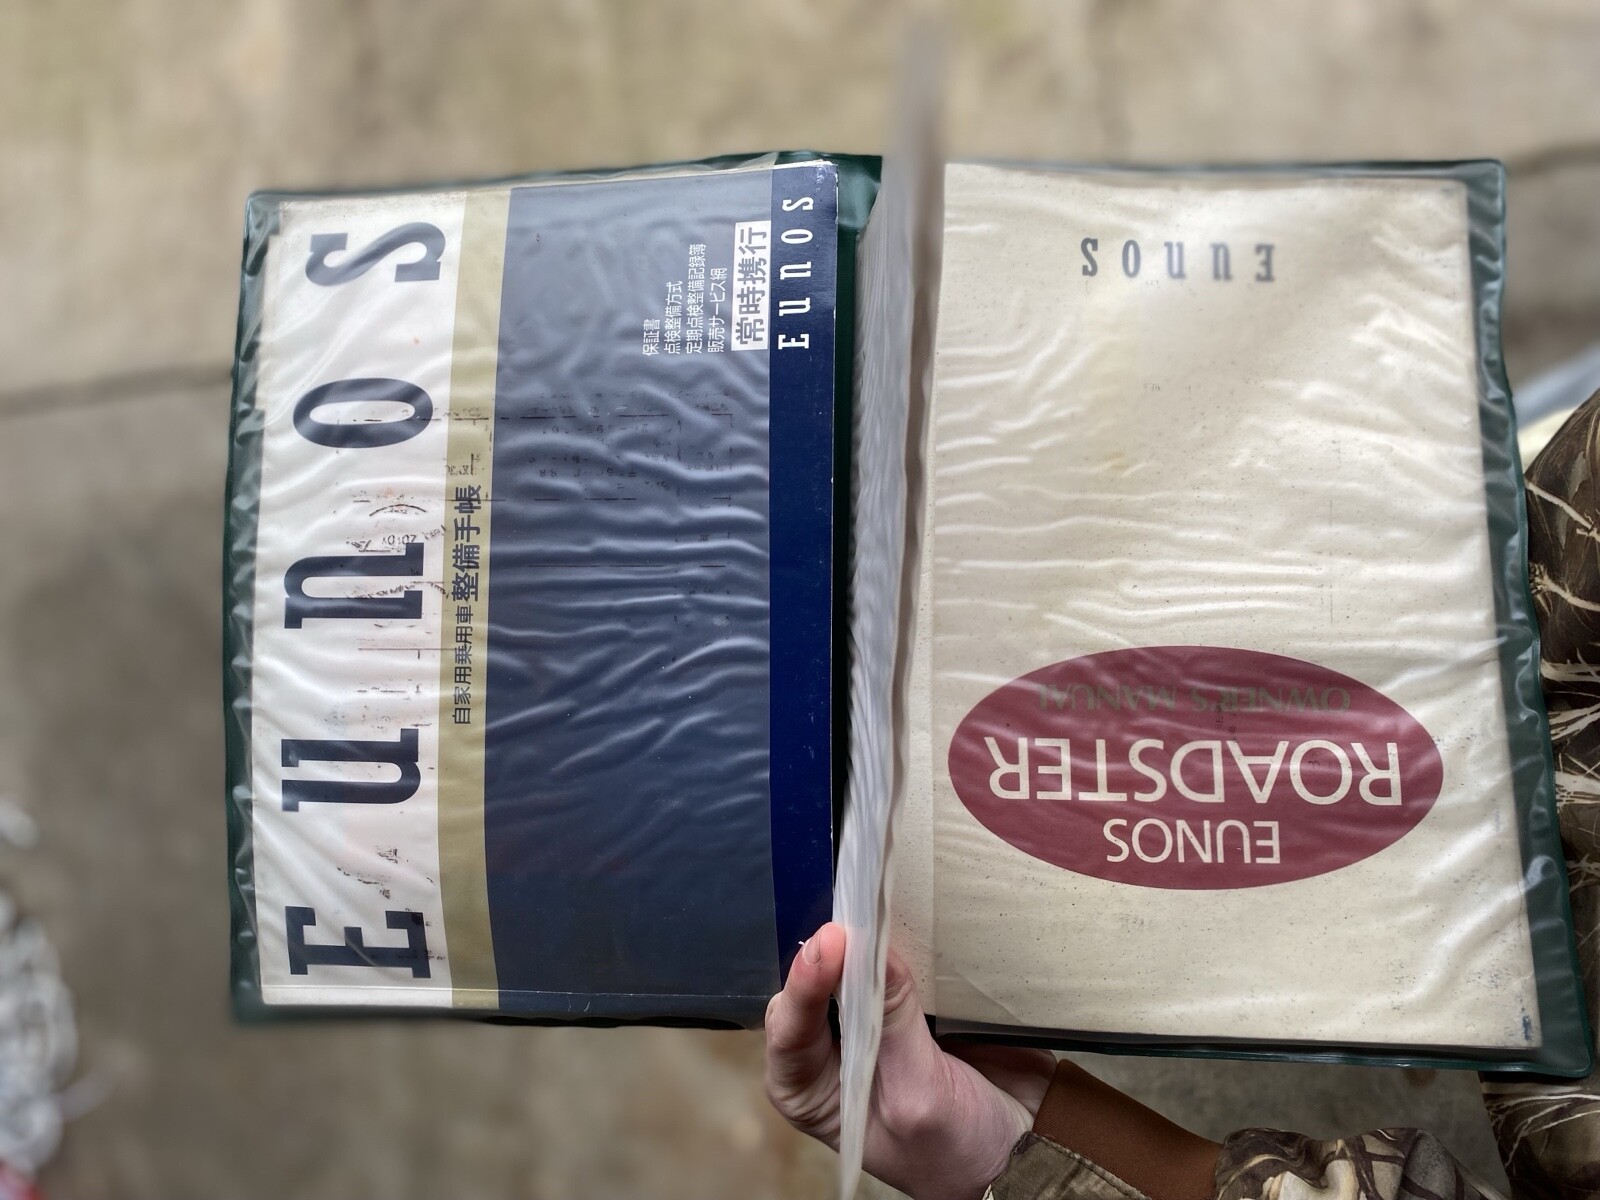 Eunos
自家用乗用車整備手帳
保証書
点検整備方式
定期点検整備記録簿
販売サービス網
常時携行
Eunos
EUNOS
ROADSTER
OWNER'S MANUAL
Eunos